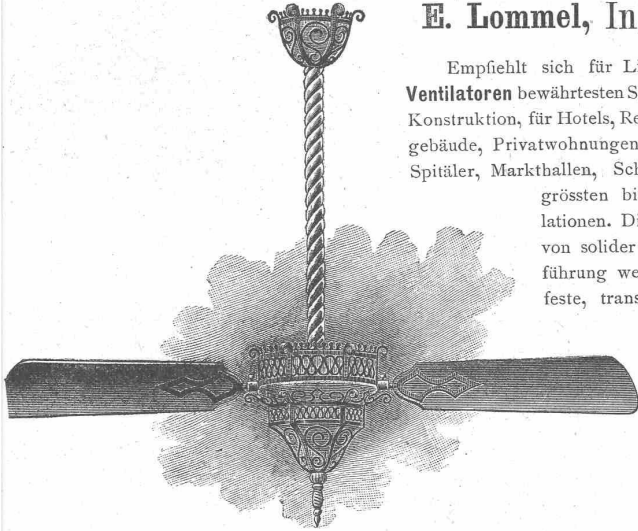 E. Lommel, In
Empfiehlt sich für Li
Ventilatoren bewährtesten S
Konstruktion, für Hotels, Re
gebäude, Privatwohnungen
Spitäler, Markthallen, Sch
grössten bi
lationen. Di
von solider
führung we
feste, trans